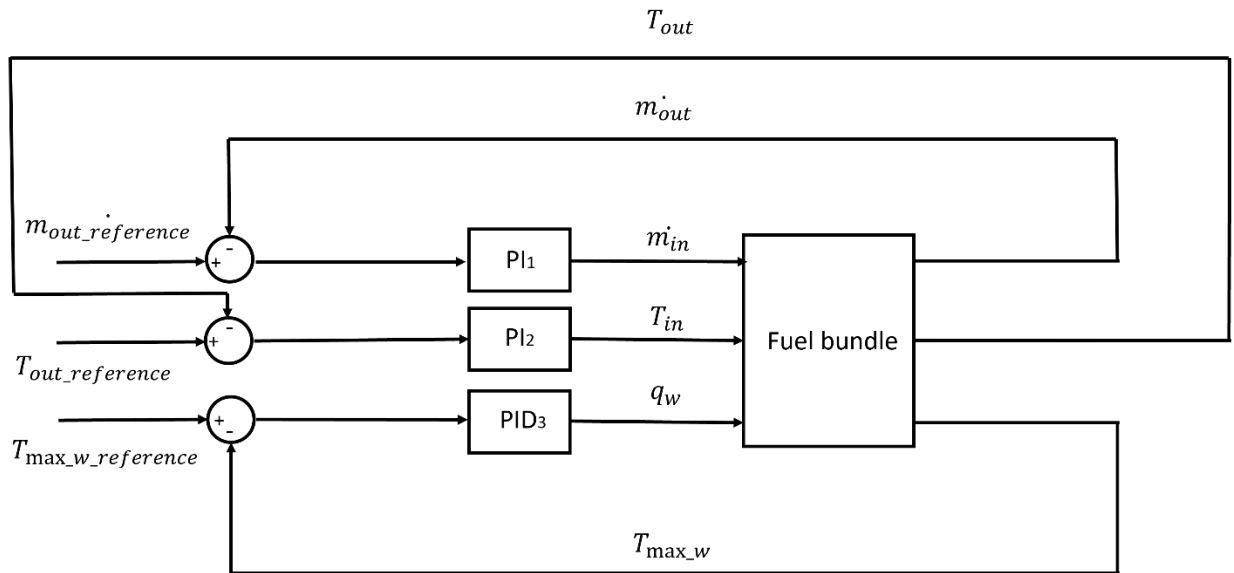 T_out
ṁ_out
ṁ_out_reference
-
+
PI₁
ṁ_in
-
+
PI₂
T_in
Fuel bundle
T_out_reference
+
-
PID₃
q_w
T_max_w_reference
T_max_w